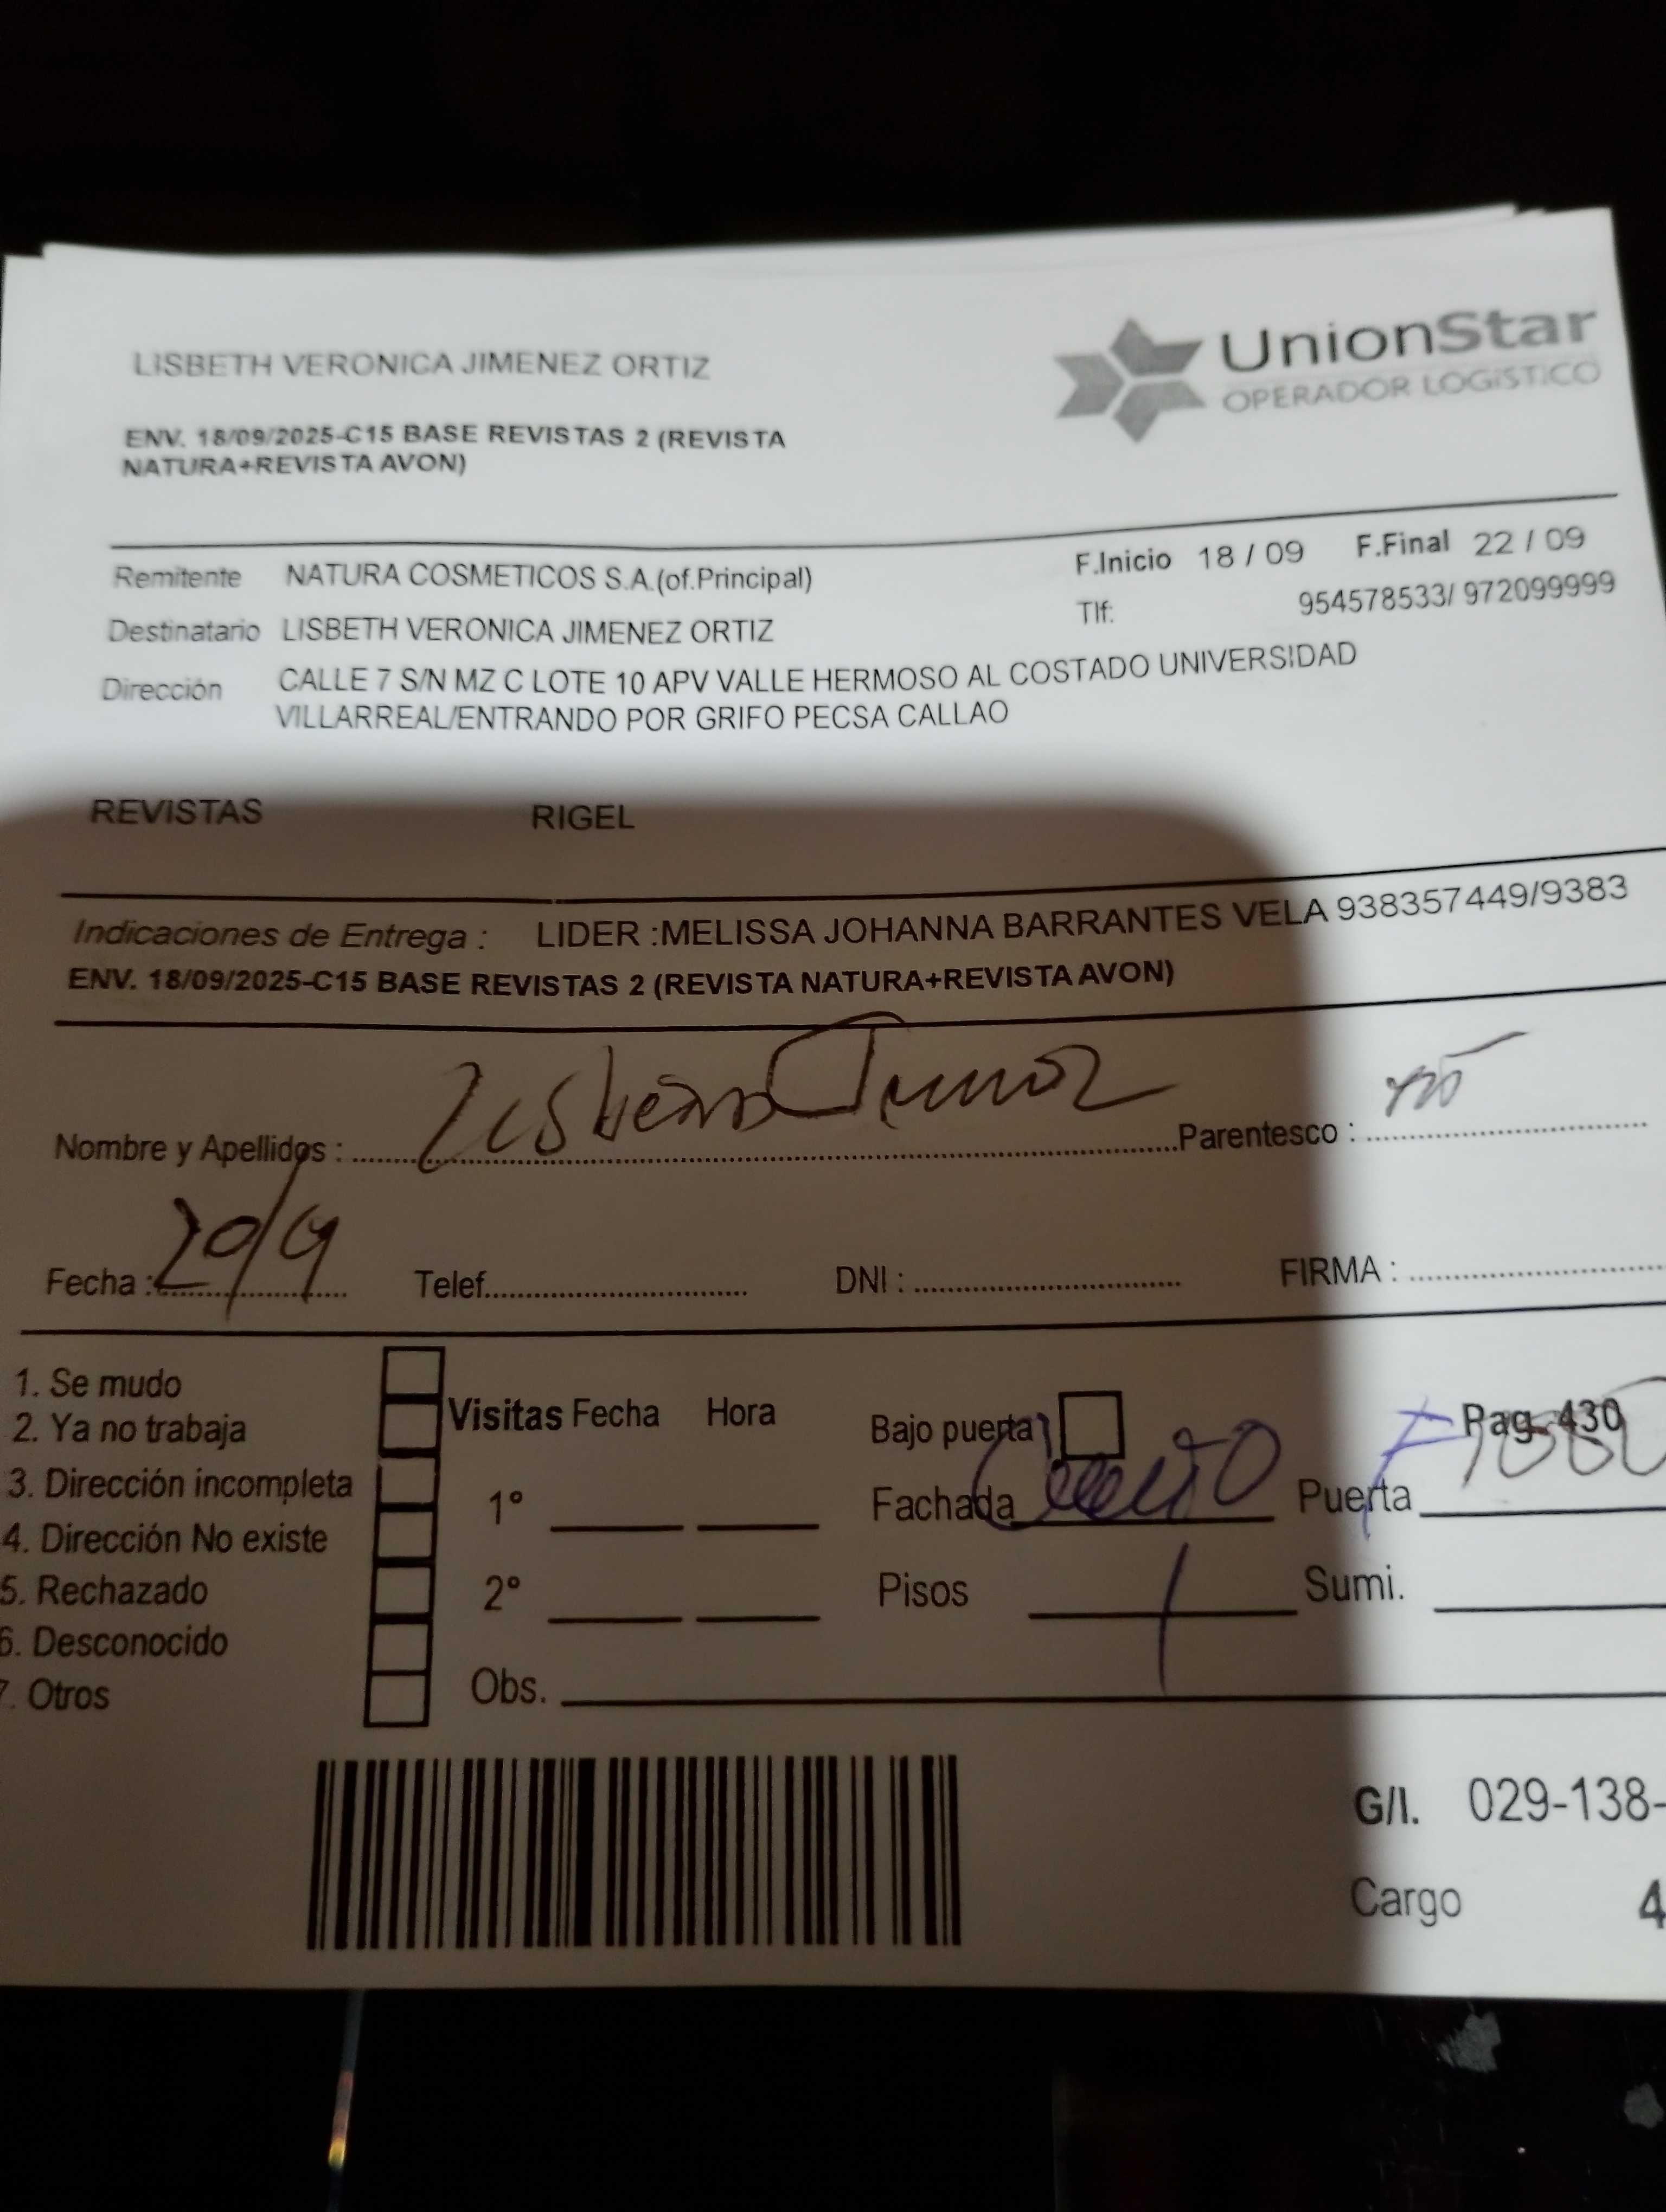 LISBETH VERONICA JIMENEZ ORTIZ
UnionStar
OPERADOR LOGISTICO
ENV. 18/09/2025-C15 BASE REVISTAS 2 (REVISTA
NATURA+REVISTA AVON)
Remitente NATURA COSMETICOS S.A.(of.Principal) F.Inicio 18 / 09 F.Final 22 / 09
Destinatario LISBETH VERONICA JIMENEZ ORTIZ Tlf: 954578533/ 972099999
Dirección CALLE 7 S/N MZ C LOTE 10 APV VALLE HERMOSO AL COSTADO UNIVERSIDAD
VILLARREAL/ENTRANDO POR GRIFO PECSA CALLAO
REVISTAS RIGEL
Indicaciones de Entrega : LIDER :MELISSA JOHANNA BARRANTES VELA 938357449/9383
ENV. 18/09/2025-C15 BASE REVISTAS 2 (REVISTA NATURA+REVISTA AVON)
Nombre y Apellidos : Parentesco :
Fecha : 20/9 Telef. DNI : FIRMA :
1. Se mudo
2. Ya no trabaja Visitas Fecha Hora Bajo puerta Pag. 430
3. Dirección incompleta 1° Fachada Puerta
4. Dirección No existe
5. Rechazado 2° Pisos 1 Sumi.
6. Desconocido
7. Otros Obs.
G/I. 029-138-
Cargo 4